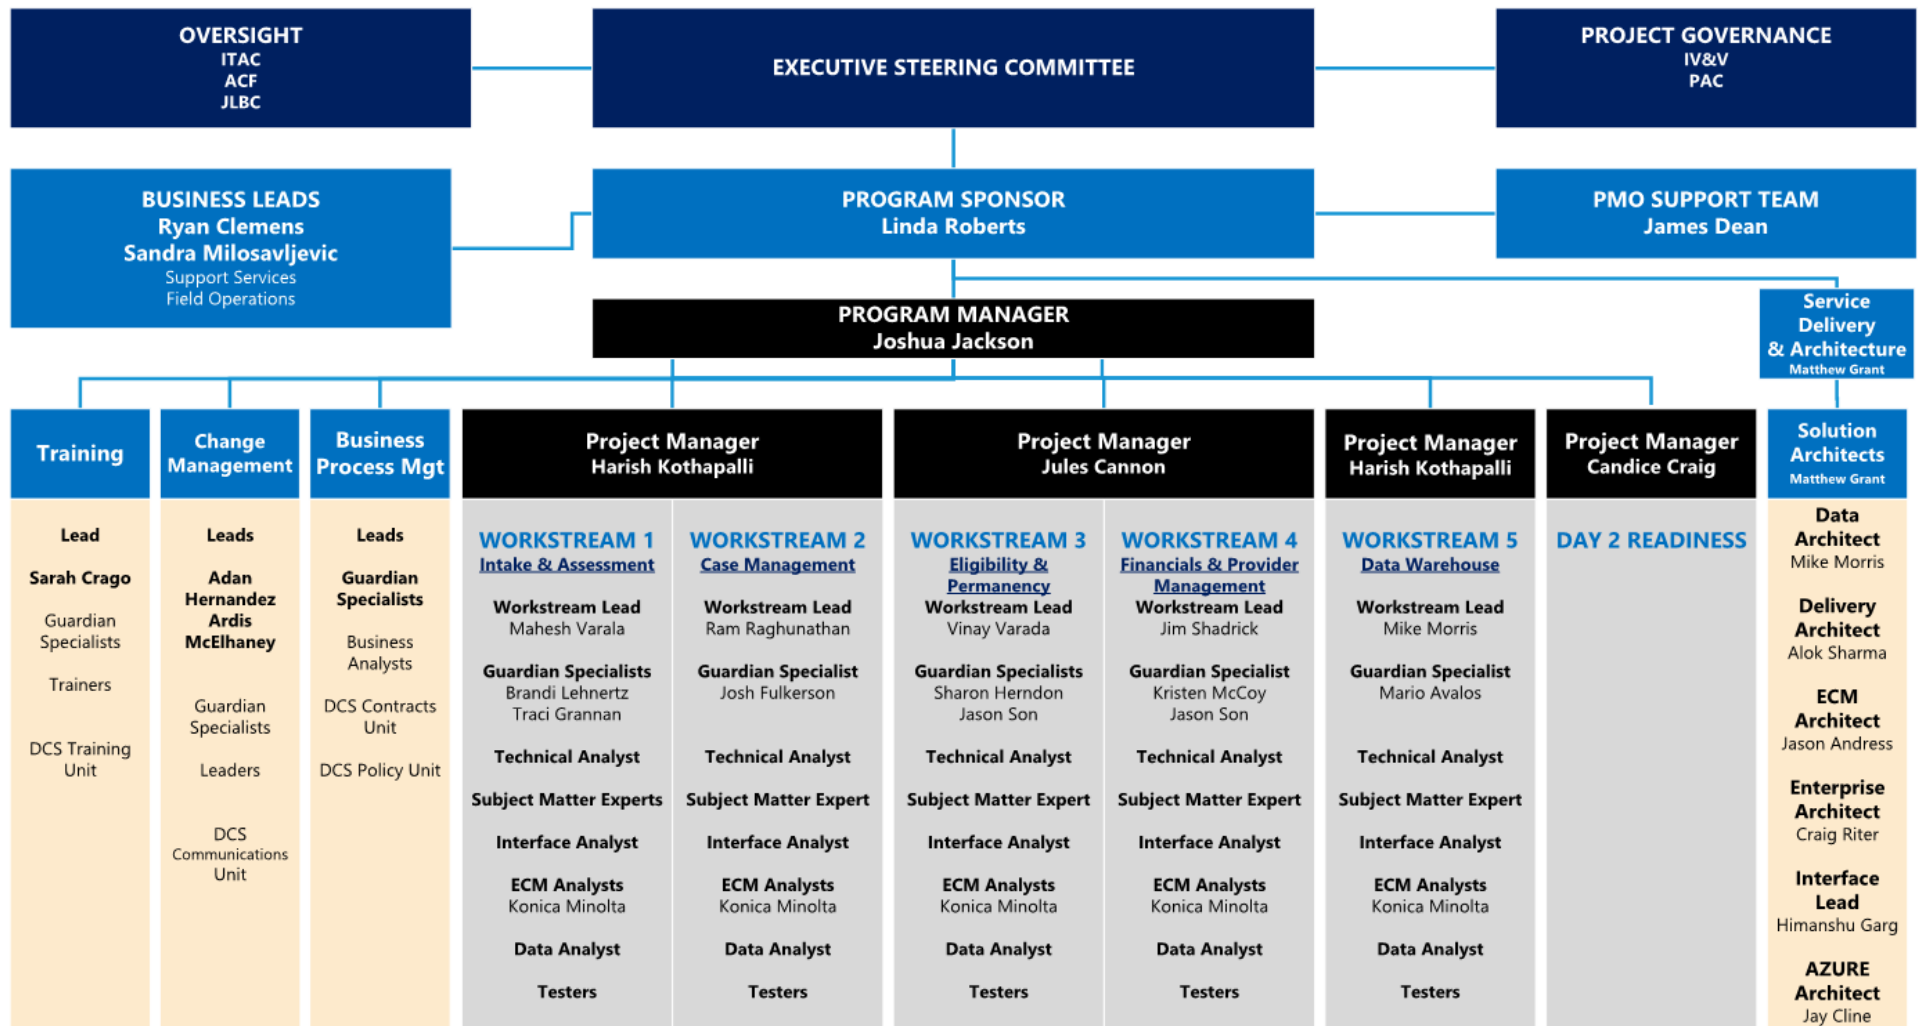 OVERSIGHT
ITAC
ACF
JLBC
EXECUTIVE STEERING COMMITTEE
PROJECT GOVERNANCE
IV&V
PAC
BUSINESS LEADS
Ryan Clemens
Sandra Milosavljevic
Support Services
Field Operations
PROGRAM SPONSOR
Linda Roberts
PMO SUPPORT TEAM
James Dean
PROGRAM MANAGER
Joshua Jackson
Service
Delivery
& Architecture
Matthew Grant
Training
Lead
Sarah Crago
Guardian
Specialists
Trainers
DCS Training
Unit
Change
Management
Leads
Adan
Hernandez
Ardis
McElhaney
Guardian
Specialists
Leaders
DCS
Communications
Unit
Business
Process Mgt
Leads
Guardian
Specialists
Business
Analysts
DCS Contracts
Unit
DCS Policy Unit
Project Manager
Harish Kothapalli
WORKSTREAM 1
Intake & Assessment
Workstream Lead
Mahesh Varala
Guardian Specialists
Brandi Lehnertz
Traci Grannan
Technical Analyst
Subject Matter Experts
Interface Analyst
ECM Analysts
Konica Minolta
Data Analyst
Testers
WORKSTREAM 2
Case Management
Workstream Lead
Ram Raghunathan
Guardian Specialist
Josh Fulkerson
Technical Analyst
Subject Matter Expert
Interface Analyst
ECM Analysts
Konica Minolta
Data Analyst
Testers
Project Manager
Jules Cannon
WORKSTREAM 3
Eligibility &
Permanency
Workstream Lead
Vinay Varada
Guardian Specialists
Sharon Herndon
Jason Son
Technical Analyst
Subject Matter Expert
Interface Analyst
ECM Analysts
Konica Minolta
Data Analyst
Testers
WORKSTREAM 4
Financials & Provider
Management
Workstream Lead
Jim Shadrick
Guardian Specialist
Kristen McCoy
Jason Son
Technical Analyst
Subject Matter Expert
Interface Analyst
ECM Analysts
Konica Minolta
Data Analyst
Testers
Project Manager
Harish Kothapalli
WORKSTREAM 5
Data Warehouse
Workstream Lead
Mike Morris
Guardian Specialist
Mario Avalos
Technical Analyst
Subject Matter Expert
Interface Analyst
ECM Analysts
Konica Minolta
Data Analyst
Testers
Project Manager
Candice Craig
DAY 2 READINESS
Solution
Architects
Matthew Grant
Data
Architect
Mike Morris
Delivery
Architect
Alok Sharma
ECM
Architect
Jason Andress
Enterprise
Architect
Craig Riter
Interface
Lead
Himanshu Garg
AZURE
Architect
Jay Cline